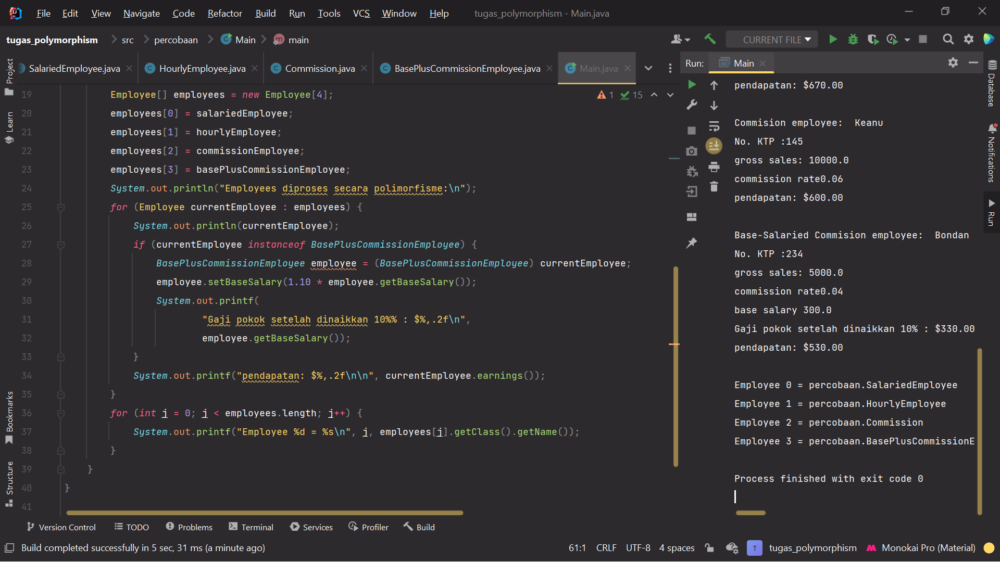 File Edit View Navigate Code Refactor Build Run Tools VCS Window Help tugas_polymorphism - Main.java
tugas_polymorphism src percobaan Main main CURRENT FILE
SalariedEmployee.java HourlyEmployee.java Commission.java BasePlusCommissionEmployee.java Main.java Run: Main
Project
Learn
Bookmarks
Structure
1 15
19 Employee[] employees = new Employee[4];
20 employees[0] = salariedEmployee;
21 employees[1] = hourlyEmployee;
22 employees[2] = commissionEmployee;
23 employees[3] = basePlusCommissionEmployee;
24 System.out.println("Employees diproses secara polimorfisme:\n");
25 for (Employee currentEmployee : employees) {
26 System.out.println(currentEmployee);
27 if (currentEmployee instanceof BasePlusCommissionEmployee) {
28 BasePlusCommissionEmployee employee = (BasePlusCommissionEmployee) currentEmployee;
29 employee.setBaseSalary(1.10 * employee.getBaseSalary());
30 System.out.printf(
31 "Gaji pokok setelah dinaikkan 10%% : $%,.2f\n",
32 employee.getBaseSalary());
33 }
34 System.out.printf("pendapatan: $%,.2f\n\n", currentEmployee.earnings());
35 }
36 for (int j = 0; j < employees.length; j++) {
37 System.out.printf("Employee %d = %s\n", j, employees[j].getClass().getName());
38 }
39 }
40 }
41
pendapatan: $670.00
Commision employee:  Keanu
No. KTP :145
gross sales: 10000.0
commission rate0.06
pendapatan: $600.00
Base-Salaried Commision employee:  Bondan
No. KTP :234
gross sales: 5000.0
commission rate0.04
base salary 300.0
Gaji pokok setelah dinaikkan 10% : $330.00
pendapatan: $530.00
Employee 0 = percobaan.SalariedEmployee
Employee 1 = percobaan.HourlyEmployee
Employee 2 = percobaan.Commission
Employee 3 = percobaan.BasePlusCommissionE
Process finished with exit code 0
Database
Notifications
Run
Version Control TODO Problems Terminal Services Profiler Build
Build completed successfully in 5 sec, 31 ms (a minute ago) 61:1 CRLF UTF-8 4 spaces T tugas_polymorphism Monokai Pro (Material)